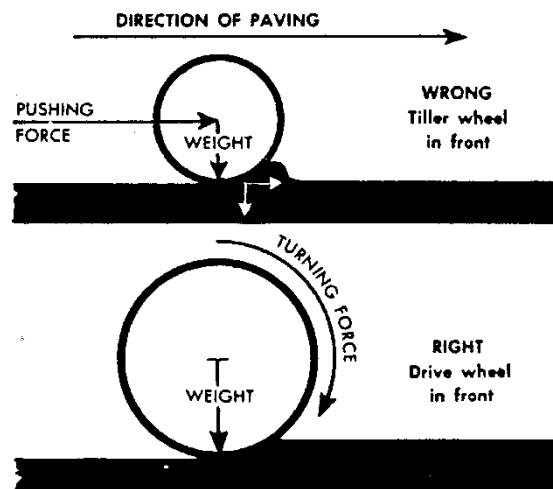 DIRECTION OF PAVING
PUSHING
FORCE
WEIGHT
WRONG
Tiller wheel
in front
TURNING FORCE
WEIGHT
RIGHT
Drive wheel
in front